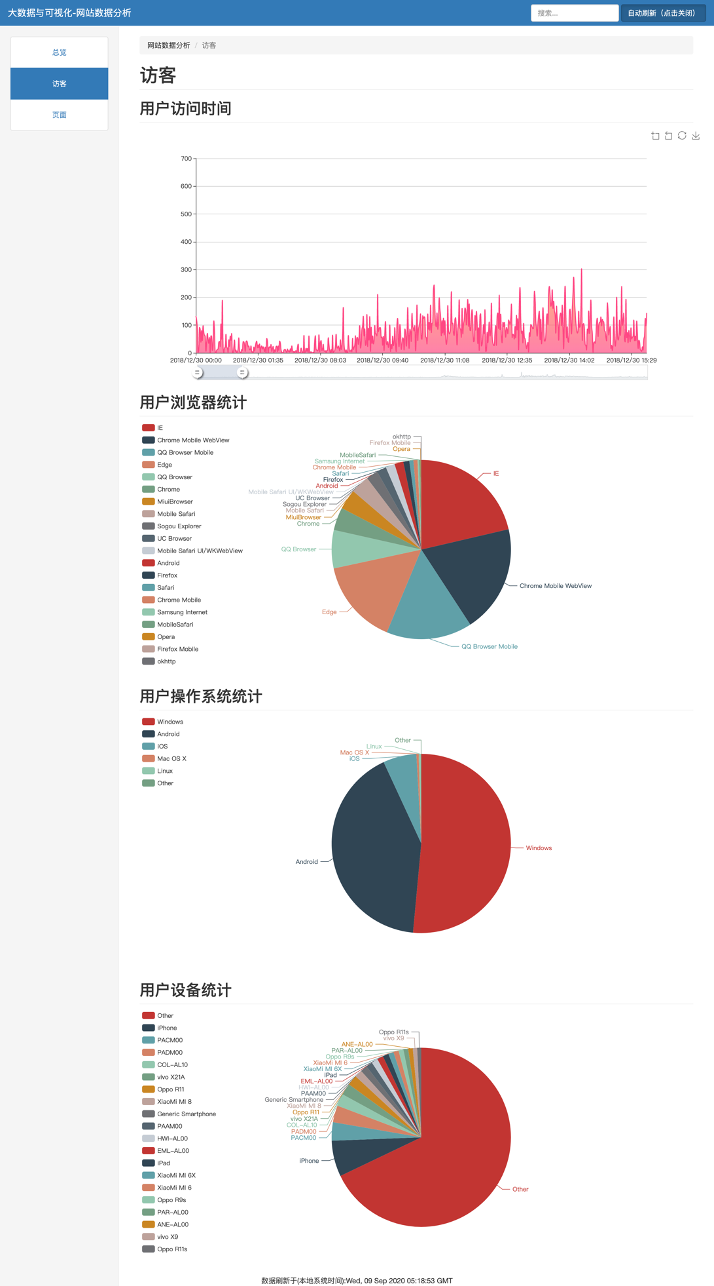 大数据与可视化-网站数据分析
搜索...
自动刷新（点击关闭）
总览
访客
页面
网站数据分析 / 访客
访客
用户访问时间
700
600
500
400
300
200
100
0
2018/12/30 00:00 2018/12/30 01:35 2018/12/30 08:03 2018/12/30 09:40 2018/12/30 11:08 2018/12/30 12:35 2018/12/30 14:02 2018/12/30 15:29
用户浏览器统计
IE
Chrome Mobile WebView
QQ Browser Mobile
Edge
QQ Browser
Chrome
MiuiBrowser
Mobile Safari
Sogou Explorer
UC Browser
Mobile Safari UI/WKWebView
Android
Firefox
Safari
Chrome Mobile
Samsung Internet
MobileSafari
Opera
Firefox Mobile
okhttp
okhttp
Firefox Mobile
Opera
MobileSafari
Samsung Internet
Chrome Mobile
Safari
Firefox
Android
Mobile Safari UI/WKWebView
UC Browser
Sogou Explorer
Mobile Safari
MiuiBrowser
Chrome
QQ Browser
Edge
IE
Chrome Mobile WebView
QQ Browser Mobile
用户操作系统统计
Windows
Android
iOS
Mac OS X
Linux
Other
Other
Linux
Mac OS X
iOS
Android
Windows
用户设备统计
Other
iPhone
PACM00
PADM00
COL-AL10
vivo X21A
Oppo R11
XiaoMi MI 8
Generic Smartphone
PAAM00
HWI-AL00
EML-AL00
iPad
XiaoMi MI 6X
XiaoMi MI 6
Oppo R9s
PAR-AL00
ANE-AL00
vivo X9
Oppo R11s
Oppo R11s
vivo X9
ANE-AL00
PAR-AL00
Oppo R9s
XiaoMi MI 6
XiaoMi MI 6X
iPad
EML-AL00
HWI-AL00
PAAM00
Generic Smartphone
XiaoMi MI 8
Oppo R11
vivo X21A
COL-AL10
PADM00
PACM00
iPhone
Other
数据刷新于(本地系统时间):Wed, 09 Sep 2020 05:18:53 GMT